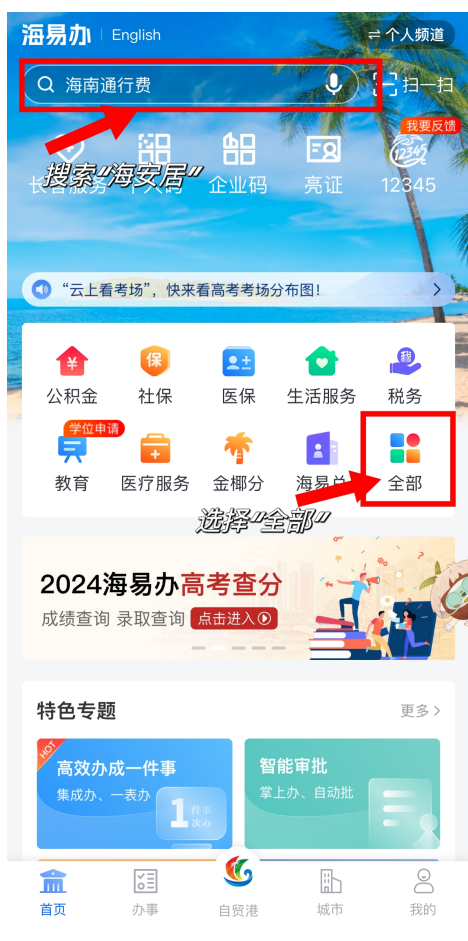 海易办 English
个人频道
海南通行费
扫一扫
我要反馈
搜索“海安居”
企业码
亮证
12345
12345
“云上看考场”，快来看高考考场分布图！
公积金 社保 医保 生活服务 税务
学位申请
教育 医疗服务 金椰分 海易兑 全部
选择“全部”
2024海易办高考查分
成绩查询 录取查询 点击进入
特色专题 更多
HOT
高效办成一件事
集成办、一表办
1件事
一次办
智能审批
掌上办、自动批
首页 办事 自贸港 城市 我的